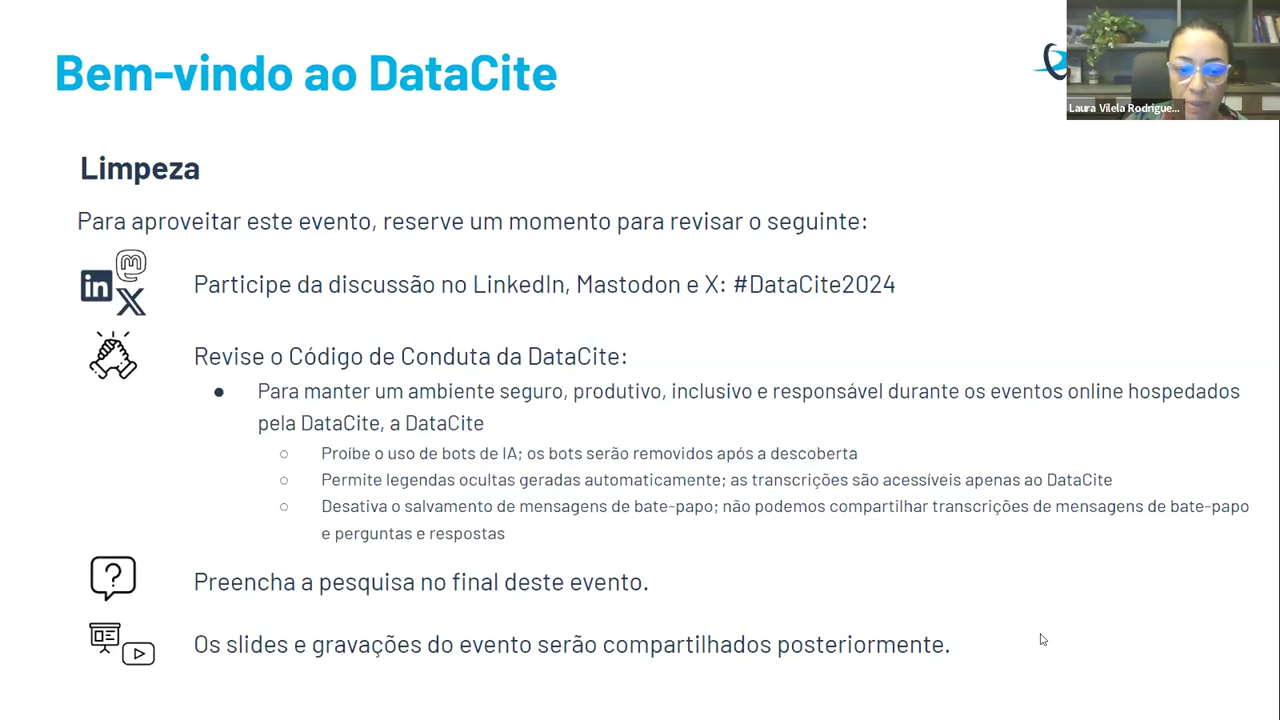 Bem-vindo ao DataCite
Laura Vilela Rodrigue...
Limpeza
Para aproveitar este evento, reserve um momento para revisar o seguinte:
Participe da discussão no LinkedIn, Mastodon e X: #DataCite2024
Revise o Código de Conduta da DataCite:
● Para manter um ambiente seguro, produtivo, inclusivo e responsável durante os eventos online hospedados
pela DataCite, a DataCite
○ Proíbe o uso de bots de IA; os bots serão removidos após a descoberta
○ Permite legendas ocultas geradas automaticamente; as transcrições são acessíveis apenas ao DataCite
○ Desativa o salvamento de mensagens de bate-papo; não podemos compartilhar transcrições de mensagens de bate-papo
e perguntas e respostas
Preencha a pesquisa no final deste evento.
Os slides e gravações do evento serão compartilhados posteriormente.